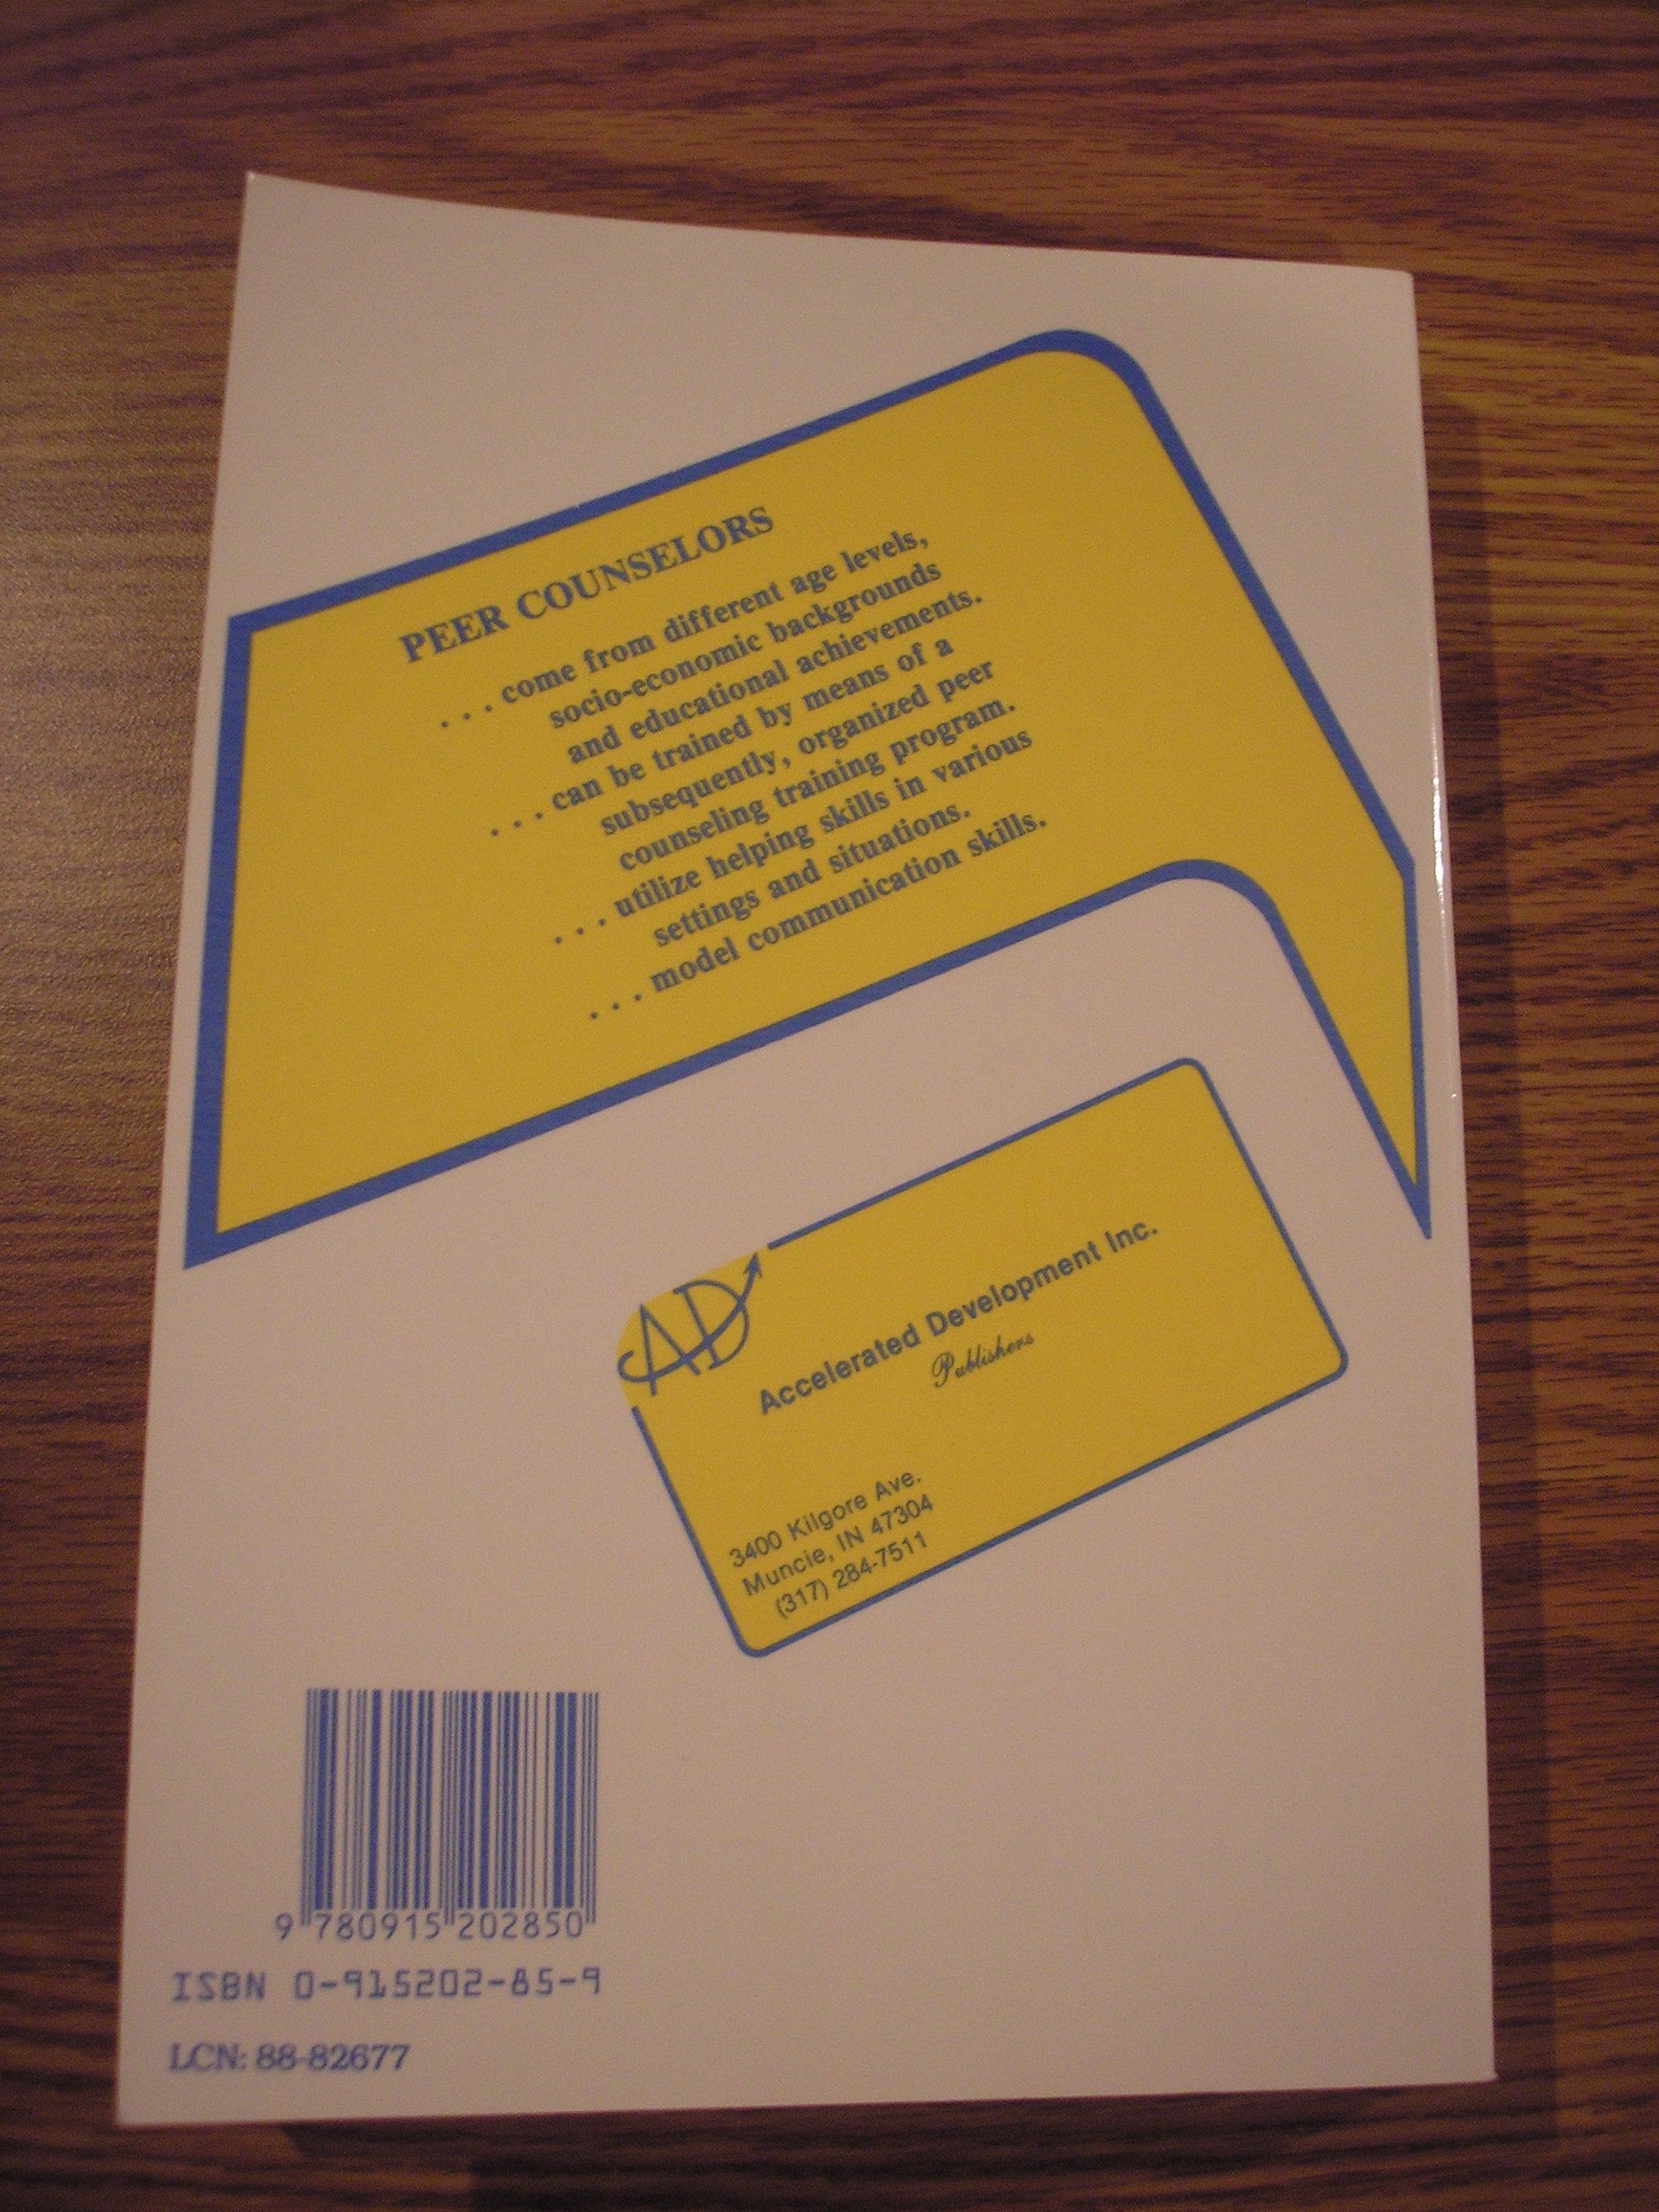 PEER COUNSELORS
. . . come from different age levels,
socio-economic backgrounds
and educational achievements.
. . . can be trained by means of a
subsequently, organized peer
counseling training program.
. . . utilize helping skills in various
settings and situations.
. . . model communication skills.
AD
Accelerated Development Inc.
Publishers
3400 Kilgore Ave.
Muncie, IN 47304
(317) 284-7511
9 780915 202850
ISBN 0-915202-85-9
LCN: 88-82677